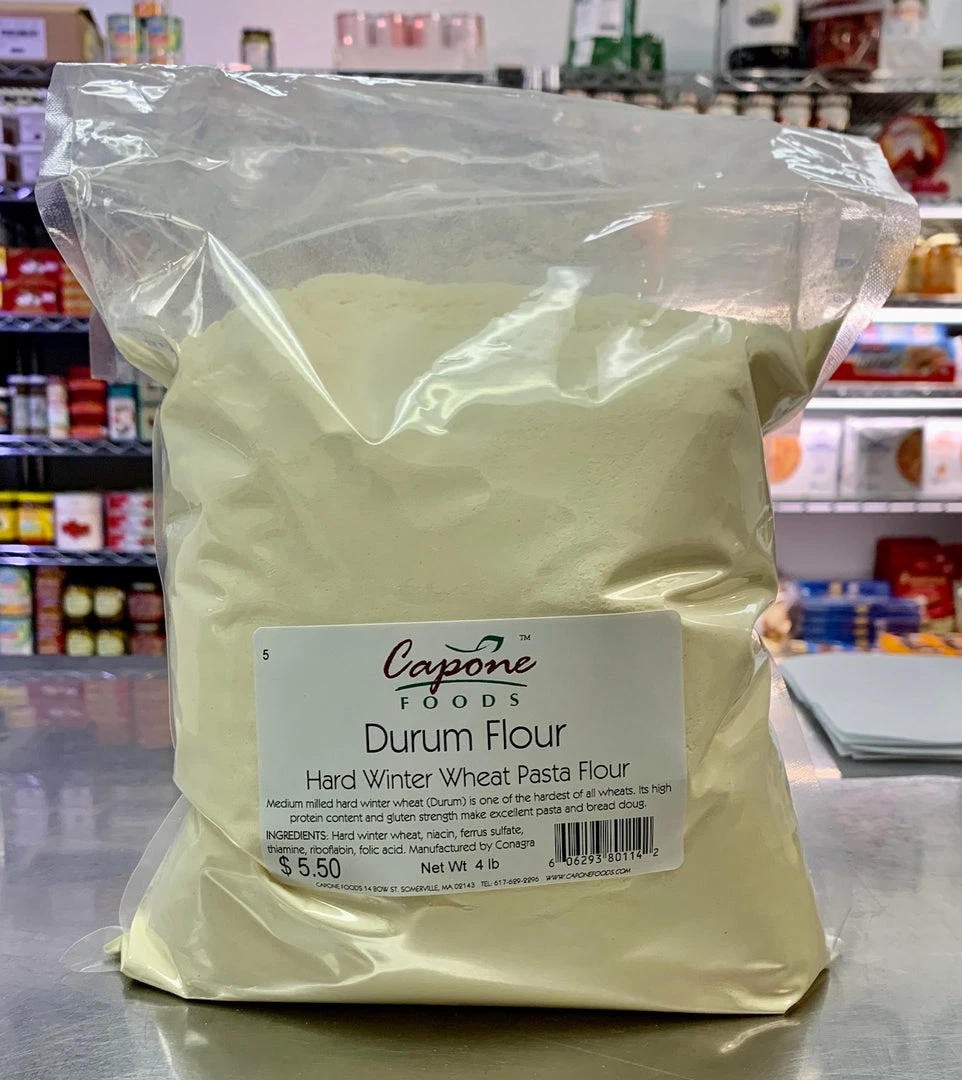 5
Capone ™
FOODS
Durum Flour
Hard Winter Wheat Pasta Flour
Medium milled hard winter wheat (Durum) is one of the hardest of all wheats. Its high
protein content and gluten strength make excellent pasta and bread doug.
INGREDIENTS: Hard winter wheat, niacin, ferrus sulfate,
thiamine, riboflabin, folic acid. Manufactured by Conagra
$ 5.50 Net Wt 4 lb
6 06293 80114 2
CAPONE FOODS 14 BOW ST. SOMERVILLE, MA 02143 TEL: 617-629-2296 WWW.CAPONEFOODS.COM